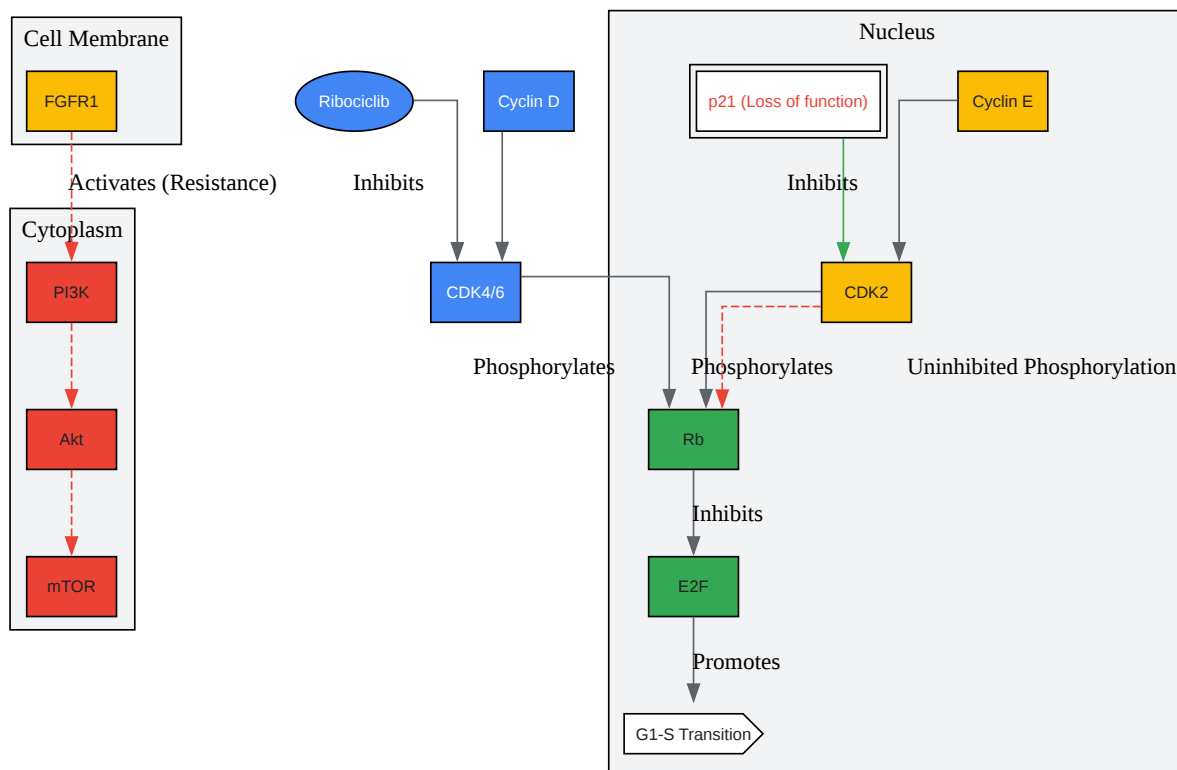 Cell Membrane
Nucleus
FGFR1
Ribociclib
Cyclin D
p21 (Loss of function)
Cyclin E
Activates (Resistance)
Inhibits
Inhibits
Cytoplasm
PI3K
CDK4/6
CDK2
Phosphorylates
Phosphorylates
Uninhibited Phosphorylation
Akt
Rb
Inhibits
mTOR
E2F
Promotes
G1-S Transition